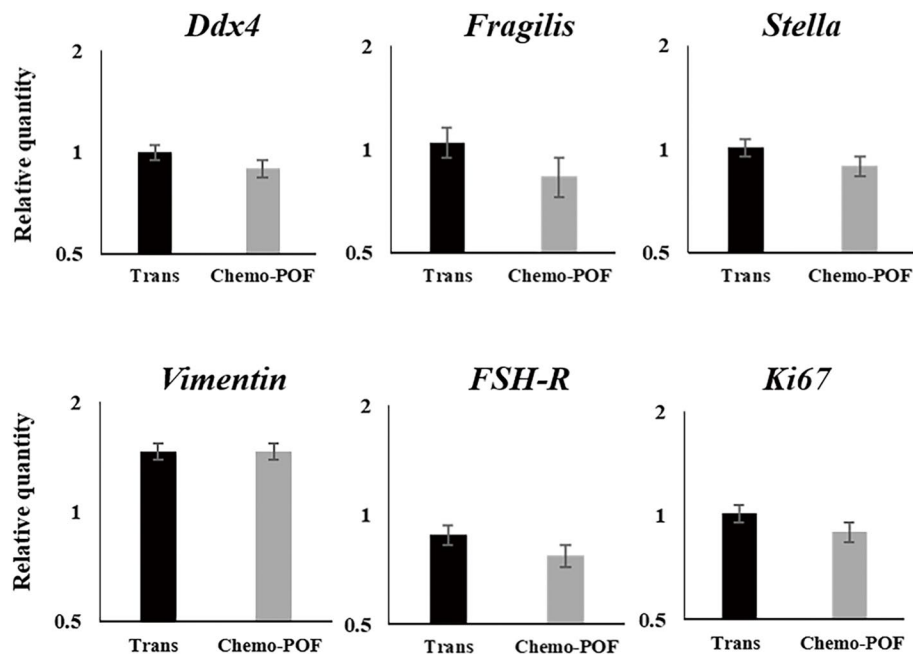 Ddx4
Fragilis
Stella
Relative quantity
2
1
0.5
Trans
Chemo-POF
2
1
0.5
Trans
Chemo-POF
2
1
0.5
Trans
Chemo-POF
Vimentin
FSH-R
Ki67
Relative quantity
2
1
0.5
Trans
Chemo-POF
2
1
0.5
Trans
Chemo-POF
2
1
0.5
Trans
Chemo-POF